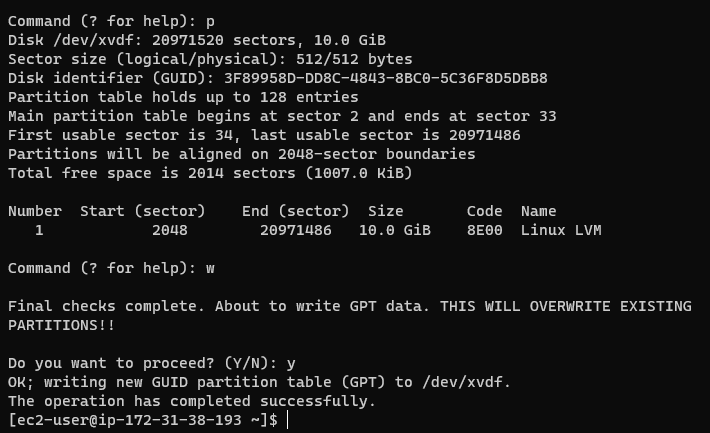 Command (? for help): p
Disk /dev/xvdf: 20971520 sectors, 10.0 GiB
Sector size (logical/physical): 512/512 bytes
Disk identifier (GUID): 3F89958D-DD8C-4843-8BC0-5C36F8D5DBB8
Partition table holds up to 128 entries
Main partition table begins at sector 2 and ends at sector 33
First usable sector is 34, last usable sector is 20971486
Partitions will be aligned on 2048-sector boundaries
Total free space is 2014 sectors (1007.0 KiB)
Number  Start (sector)    End (sector)  Size       Code  Name
   1            2048        20971486   10.0 GiB    8E00  Linux LVM
Command (? for help): w
Final checks complete. About to write GPT data. THIS WILL OVERWRITE EXISTING
PARTITIONS!!
Do you want to proceed? (Y/N): y
OK; writing new GUID partition table (GPT) to /dev/xvdf.
The operation has completed successfully.
[ec2-user@ip-172-31-38-193 ~]$